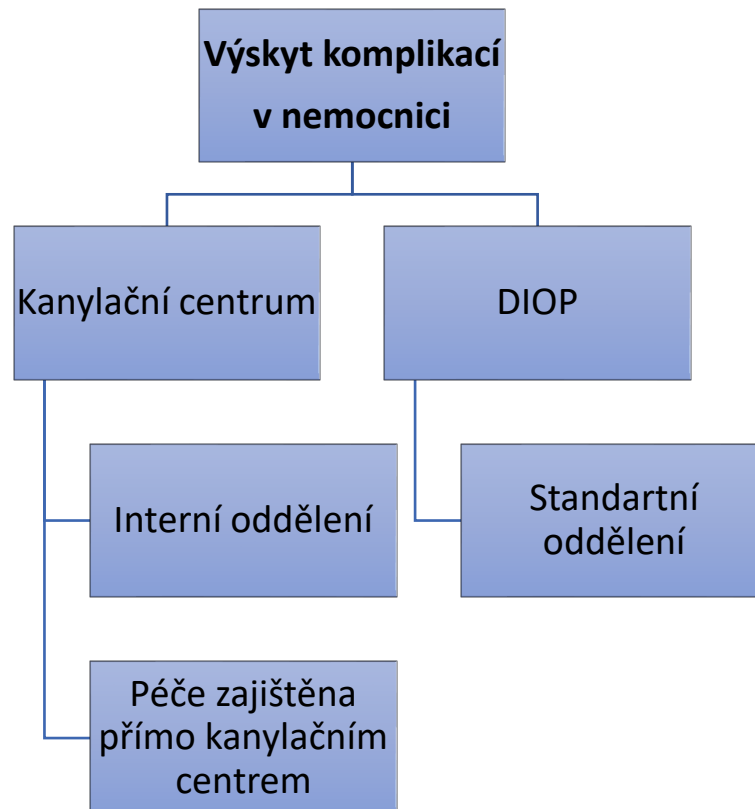 Výskyt komplikací
v nemocnici
Kanylační centrum
DIOP
Interní oddělení
Standartní
oddělení
Péče zajištěna
přímo kanylačním
centrem